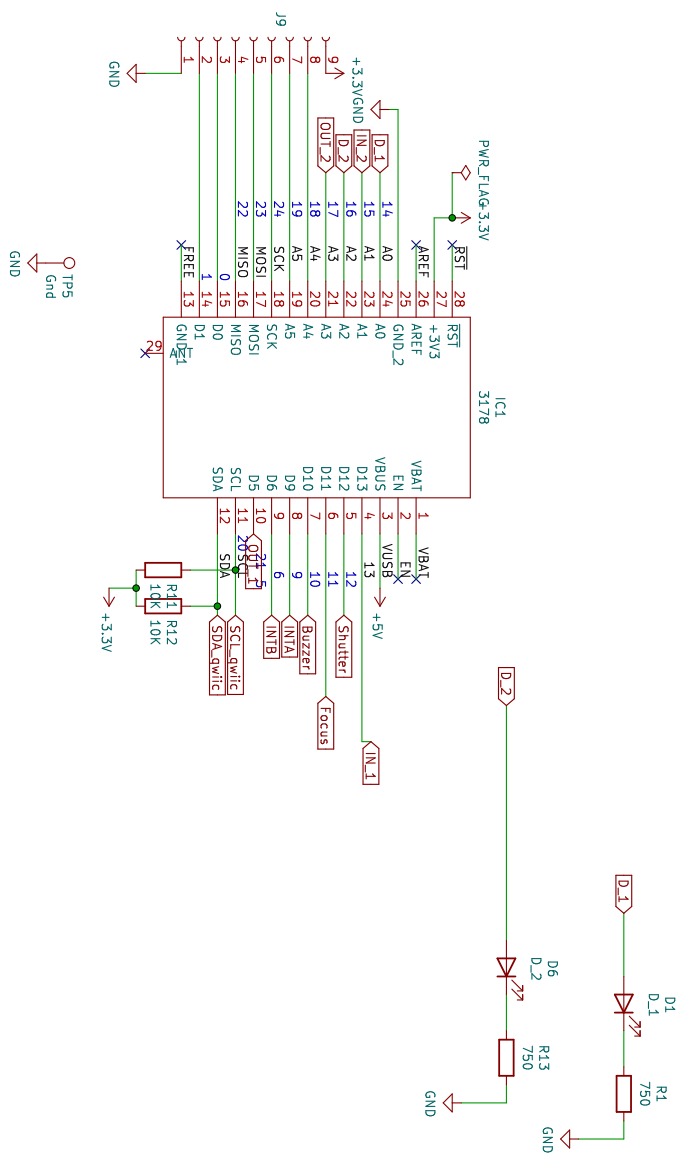 J9
1
2
3
4
5
6
7
8
9
GND
+3.3V
GND
OUT_2
D_2
IN_2
D_1
PWR_FLAG
+3.3V
22
23
24
19
18
17
16
15
14
FREE
1
0
MISO
MOSI
SCK
A5
A4
A3
A2
A1
A0
AREF
RST
13
14
15
16
17
18
19
20
21
22
23
24
25
26
27
28
GND_1
D1
D0
MISO
MOSI
SCK
A5
A4
A3
A2
A1
A0
GND_2
AREF
+3V3
RST
29
ANT
IC1
3178
TP5
Gnd
GND
SDA
SCL
D5
D6
D9
D10
D11
D12
D13
VBUS
EN
VBAT
12
11
10
9
8
7
6
5
4
3
2
1
SDA
20
SCL
21
OUT_1
5
6
9
10
11
12
13
VUSB
EN
VBAT
+5V
R11
10K
R12
10K
+3.3V
SDA_qwiic
SCL_qwiic
INTB
INTA
Buzzer
Shutter
Focus
IN_1
D_2
D_1
D6
D_2
D1
D_1
R13
750
R1
750
GND
GND